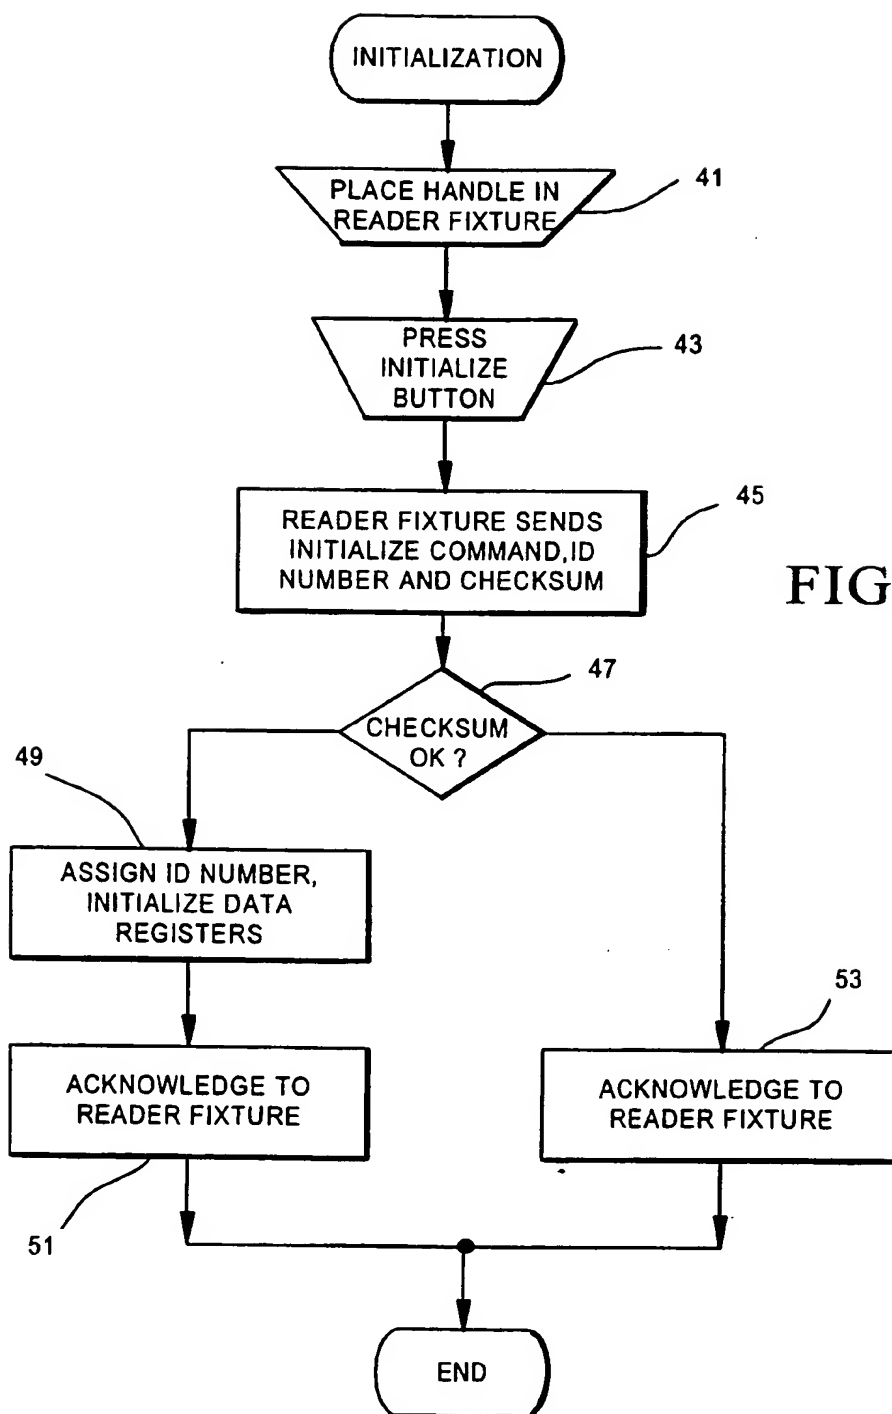 INITIALIZATION
PLACE HANDLE IN
READER FIXTURE
41
PRESS
INITIALIZE
BUTTON
43
READER FIXTURE SENDS
INITIALIZE COMMAND,ID
NUMBER AND CHECKSUM
45
FIG
CHECKSUM
OK ?
47
49
ASSIGN ID NUMBER,
INITIALIZE DATA
REGISTERS
53
ACKNOWLEDGE TO
READER FIXTURE
ACKNOWLEDGE TO
READER FIXTURE
51
END